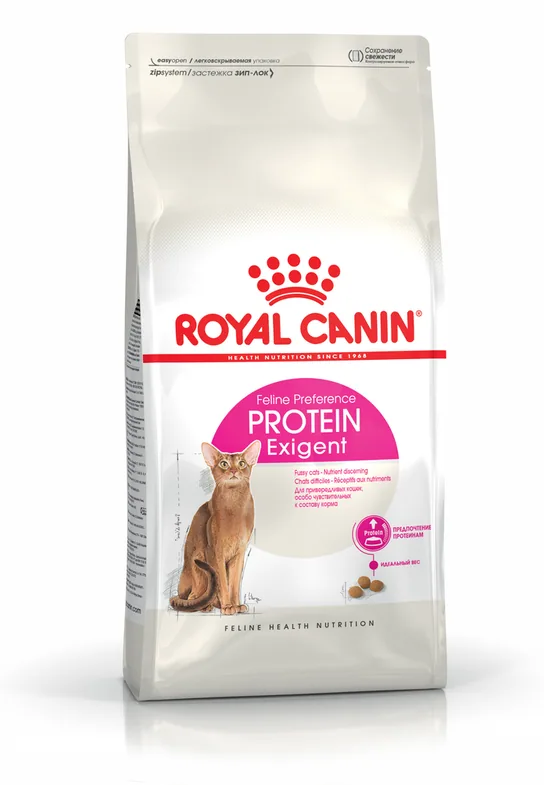 easyopen / легковскрываемая упаковка
zipsystem / застежка ЗИП-ЛОК
Сохранение
свежести
ROYAL CANIN®
HEALTH NUTRITION SINCE 1968
Feline Preference
PROTEIN
Exigent
Fussy cats - Nutrient discerning
Chats difficiles - Réceptifs aux nutriments
Для привередливых кошек,
особо чувствительных
к составу корма
Protein
ПРЕДПОЧТЕНИЕ
ПРОТЕИНАМ
ИДЕАЛЬНЫЙ ВЕС
FELINE HEALTH NUTRITION